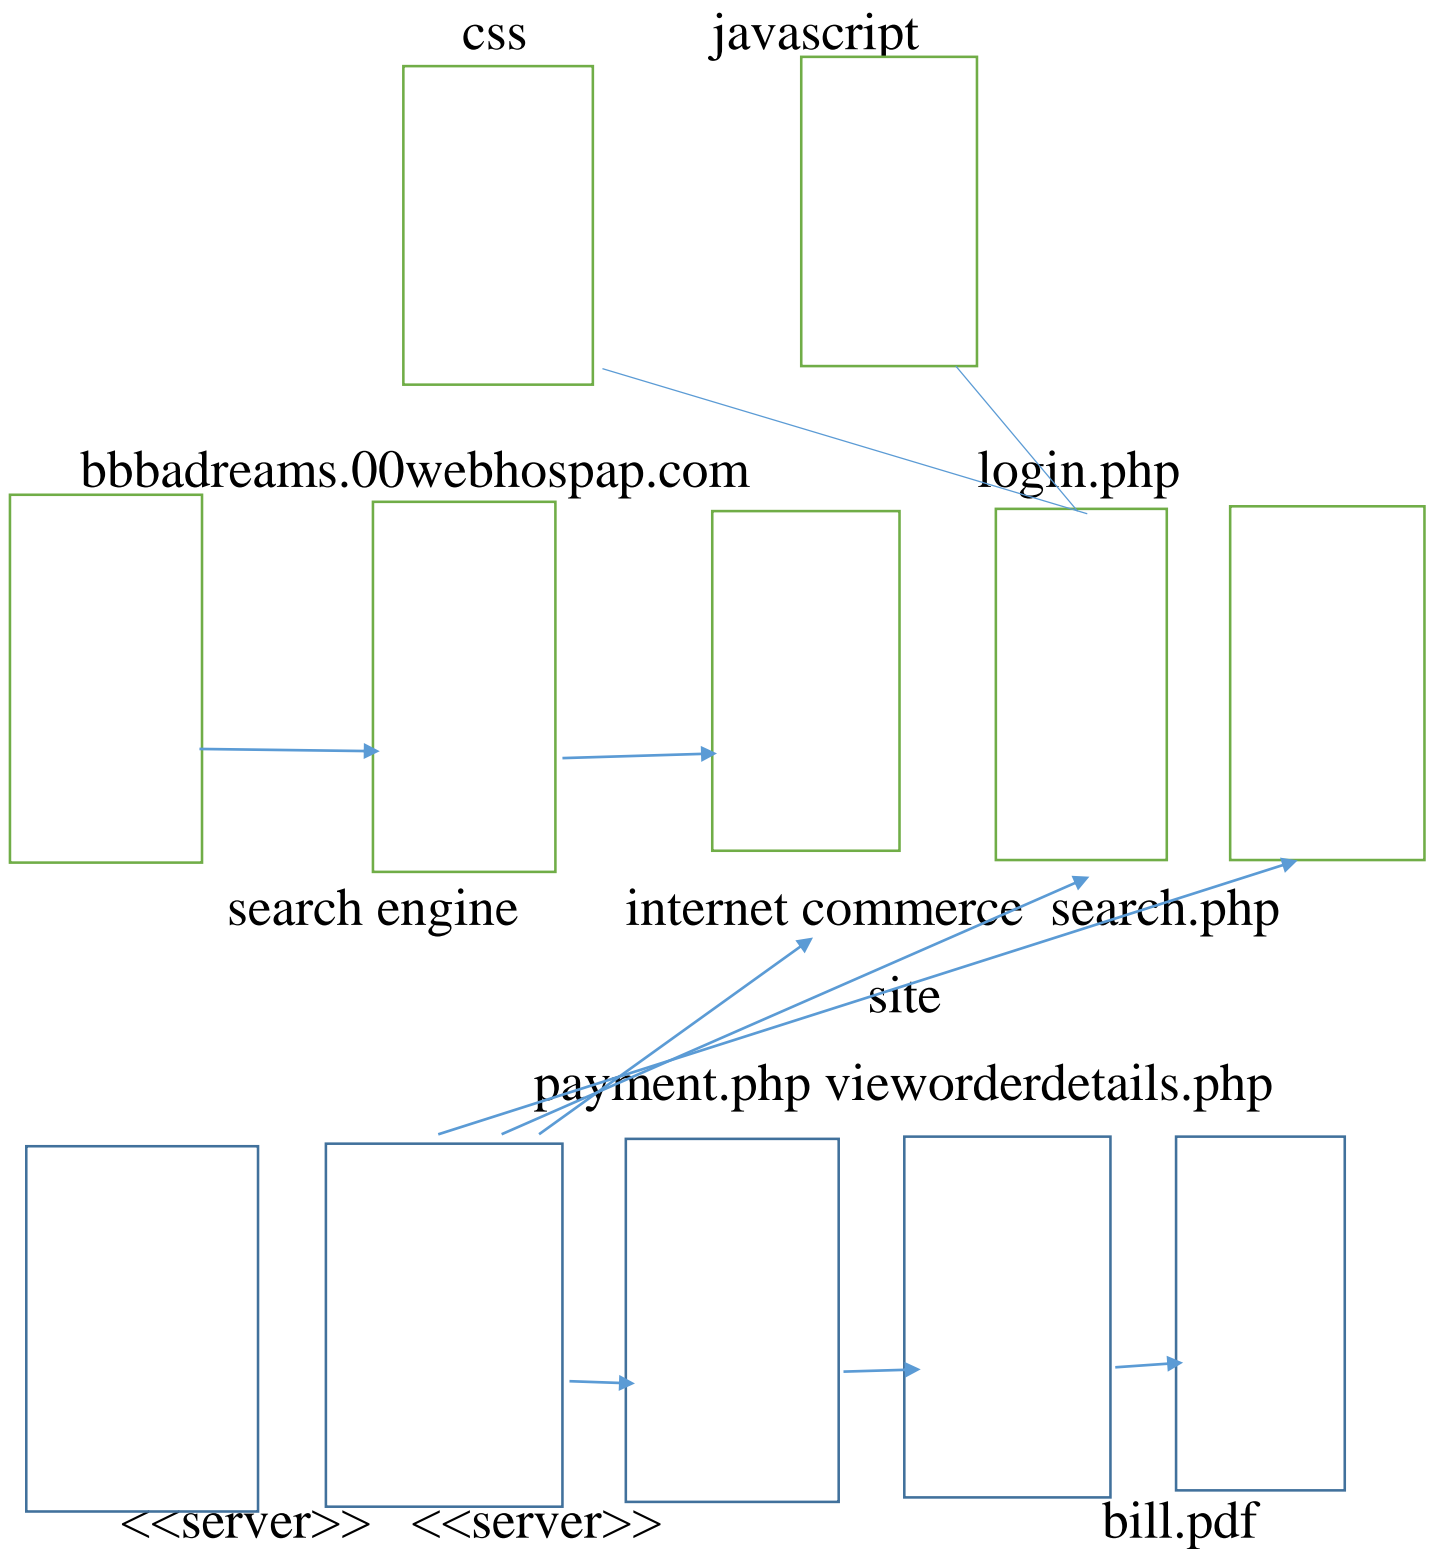 css javascript
bbbadreams.00webhospap.com login.php
search engine internet commerce search.php
site
payment.php vieworderdetails.php
<<server>> <<server>> bill.pdf